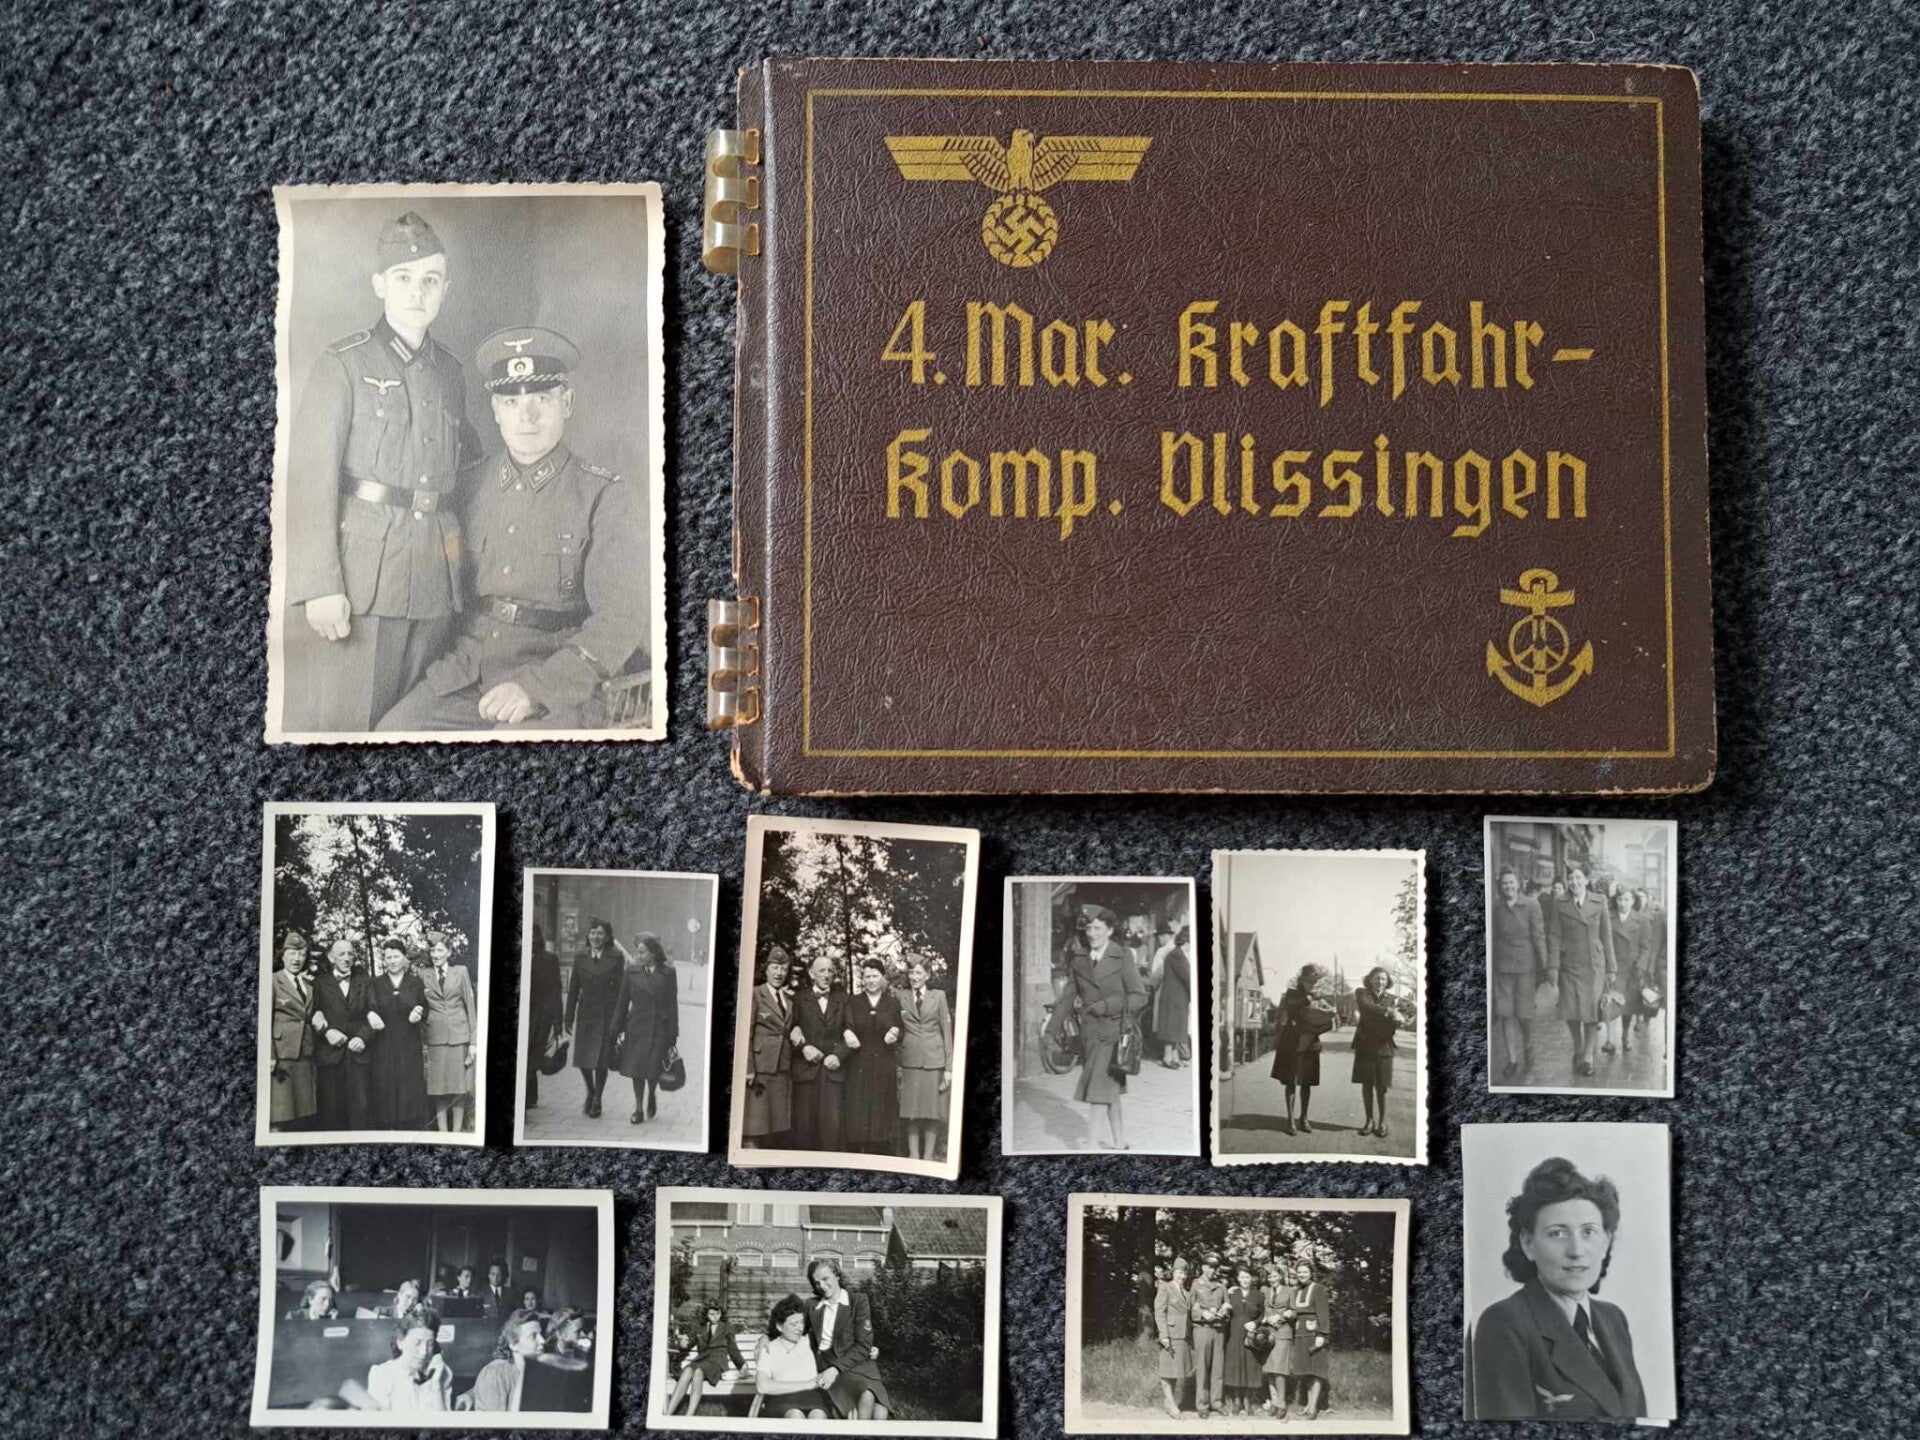 4. Mar. Kraftfahr-
Komp. Vlissingen